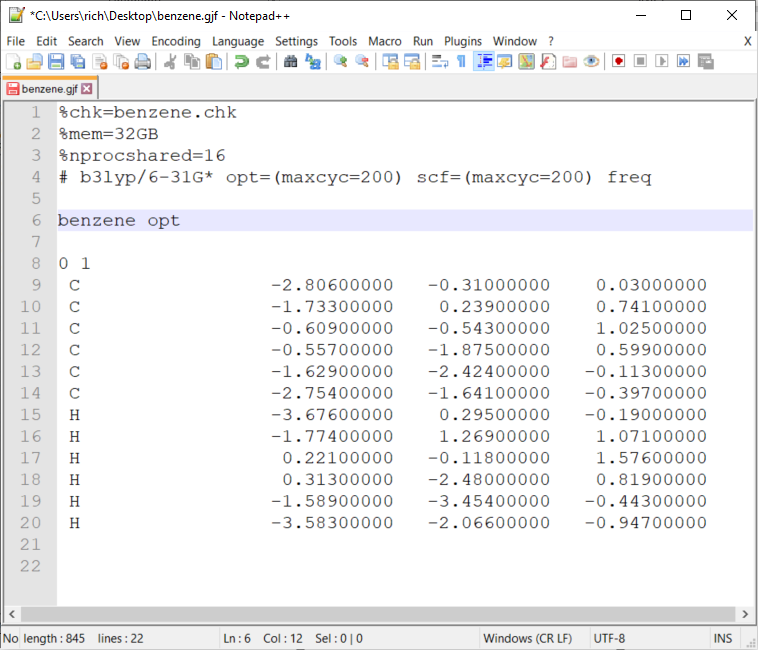 *C:\Users\rich\Desktop\benzene.gjf - Notepad++
File Edit Search View Encoding Language Settings Tools Macro Run Plugins Window ? X
benzene.gjf
1 %chk=benzene.chk
2 %mem=32GB
3 %nprocshared=16
4 # b3lyp/6-31G* opt=(maxcyc=200) scf=(maxcyc=200) freq
5
6 benzene opt
7
8 0 1
9 C -2.80600000 -0.31000000 0.03000000
10 C -1.73300000 0.23900000 0.74100000
11 C -0.60900000 -0.54300000 1.02500000
12 C -0.55700000 -1.87500000 0.59900000
13 C -1.62900000 -2.42400000 -0.11300000
14 C -2.75400000 -1.64100000 -0.39700000
15 H -3.67600000 0.29500000 -0.19000000
16 H -1.77400000 1.26900000 1.07100000
17 H 0.22100000 -0.11800000 1.57600000
18 H 0.31300000 -2.48000000 0.81900000
19 H -1.58900000 -3.45400000 -0.44300000
20 H -3.58300000 -2.06600000 -0.94700000
21
22
No length : 845 lines : 22 Ln : 6 Col : 12 Sel : 0 | 0 Windows (CR LF) UTF-8 INS